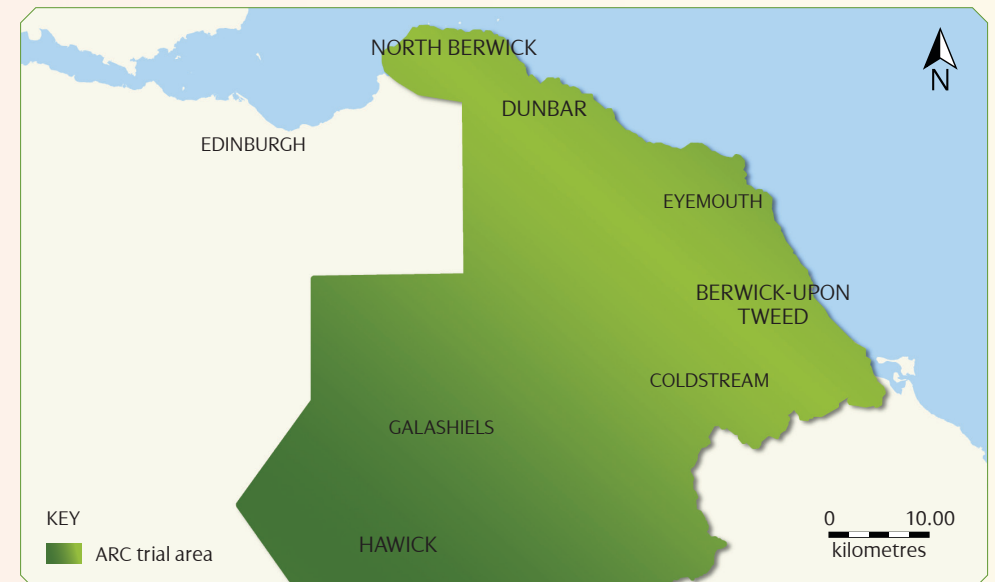 NORTH BERWICK
N
DUNBAR
EDINBURGH
EYEMOUTH
BERWICK-UPON
TWEED
COLDSTREAM
GALASHIELS
KEY
ARC trial area
HAWICK
0 10.00
kilometres